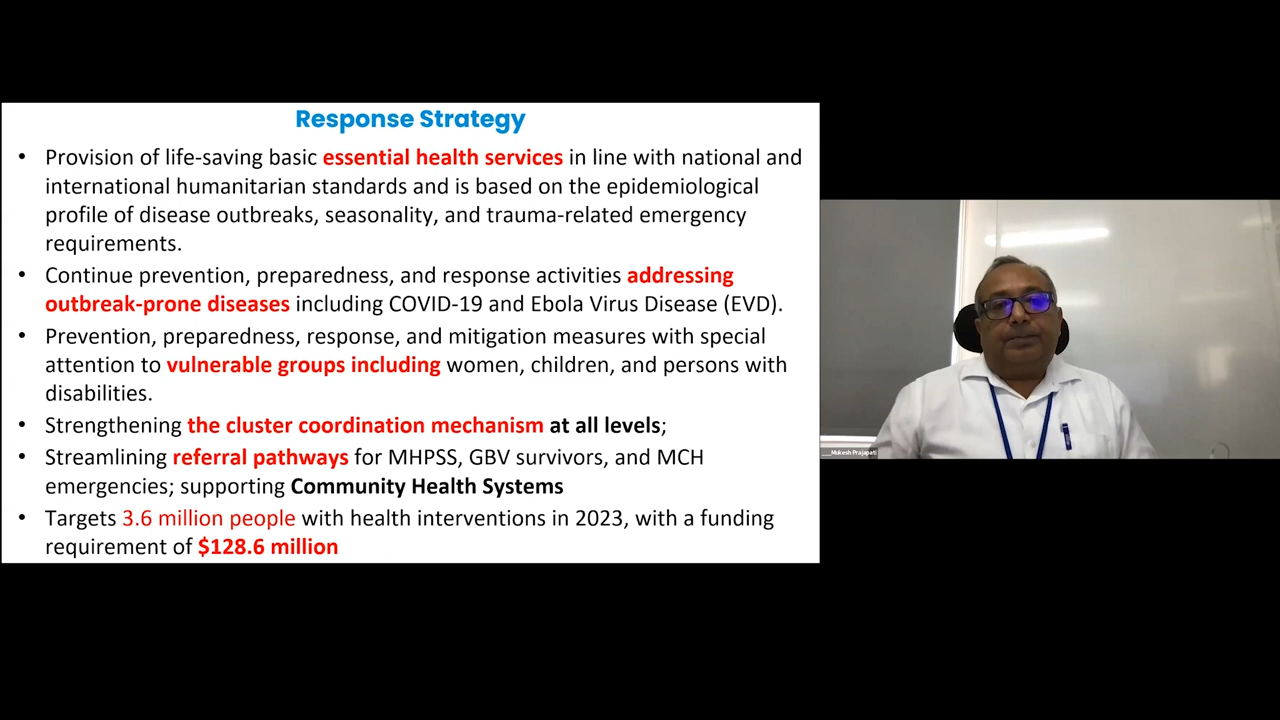 Response Strategy
• Provision of life-saving basic essential health services in line with national and
international humanitarian standards and is based on the epidemiological
profile of disease outbreaks, seasonality, and trauma-related emergency
requirements.
• Continue prevention, preparedness, and response activities addressing
outbreak-prone diseases including COVID-19 and Ebola Virus Disease (EVD).
• Prevention, preparedness, response, and mitigation measures with special
attention to vulnerable groups including women, children, and persons with
disabilities.
• Strengthening the cluster coordination mechanism at all levels;
• Streamlining referral pathways for MHPSS, GBV survivors, and MCH
emergencies; supporting Community Health Systems
• Targets 3.6 million people with health interventions in 2023, with a funding
requirement of $128.6 million
___Mukesh Prajapati